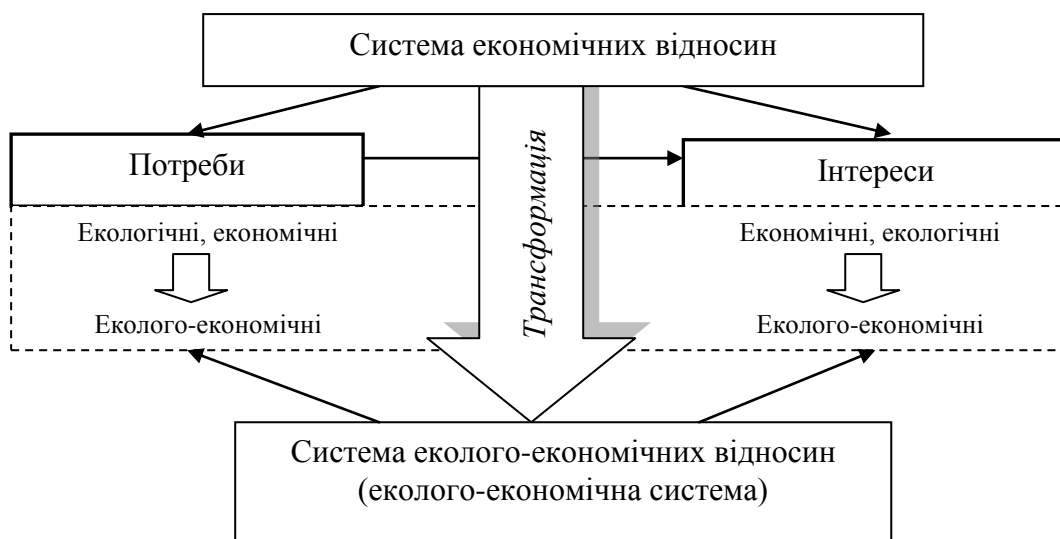 Система економічних відносин
Потреби
Інтереси
Трансформація
Екологічні, економічні
Економічні, екологічні
Еколого-економічні
Еколого-економічні
Система еколого-економічних відносин
(еколого-економічна система)